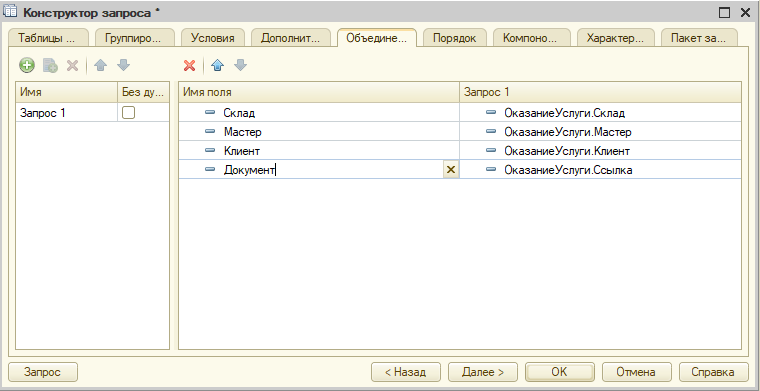 Конструктор запроса *
Таблицы ... Группиро... Условия Дополнит... Объедине... Порядок Компоно... Характер... Пакет за...
Имя Без ду... Имя поля Запрос 1
Запрос 1 Склад ОказаниеУслуги.Склад
Мастер ОказаниеУслуги.Мастер
Клиент ОказаниеУслуги.Клиент
Документ ОказаниеУслуги.Ссылка
Запрос < Назад Далее > OK Отмена Справка